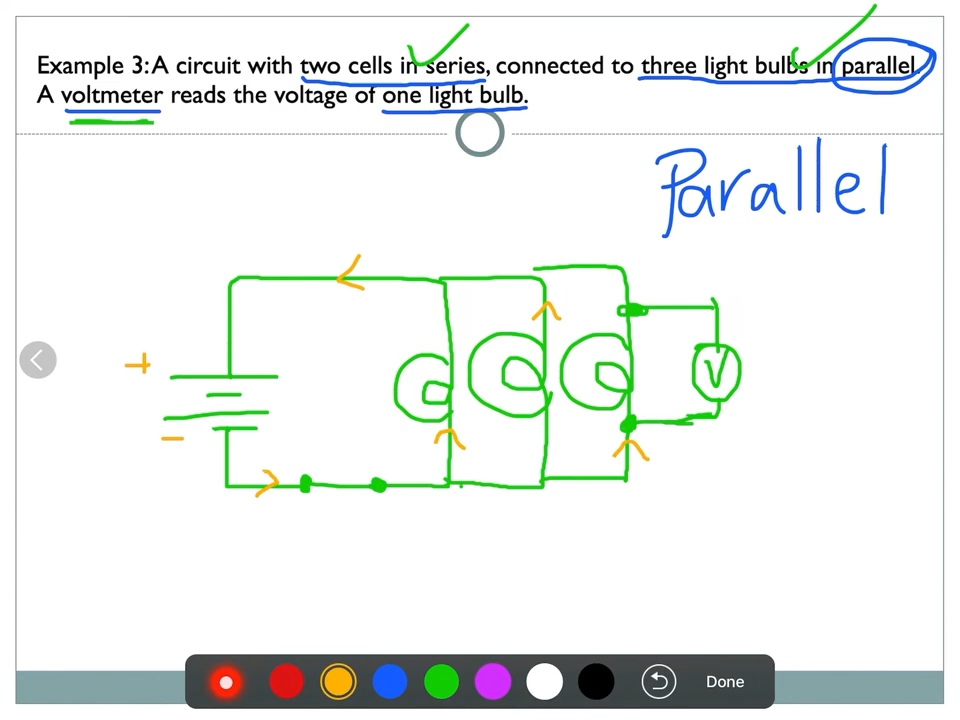 Example 3: A circuit with two cells in series, connected to three light bulbs in parallel.
A voltmeter reads the voltage of one light bulb.
Parallel
+
V
−
Done